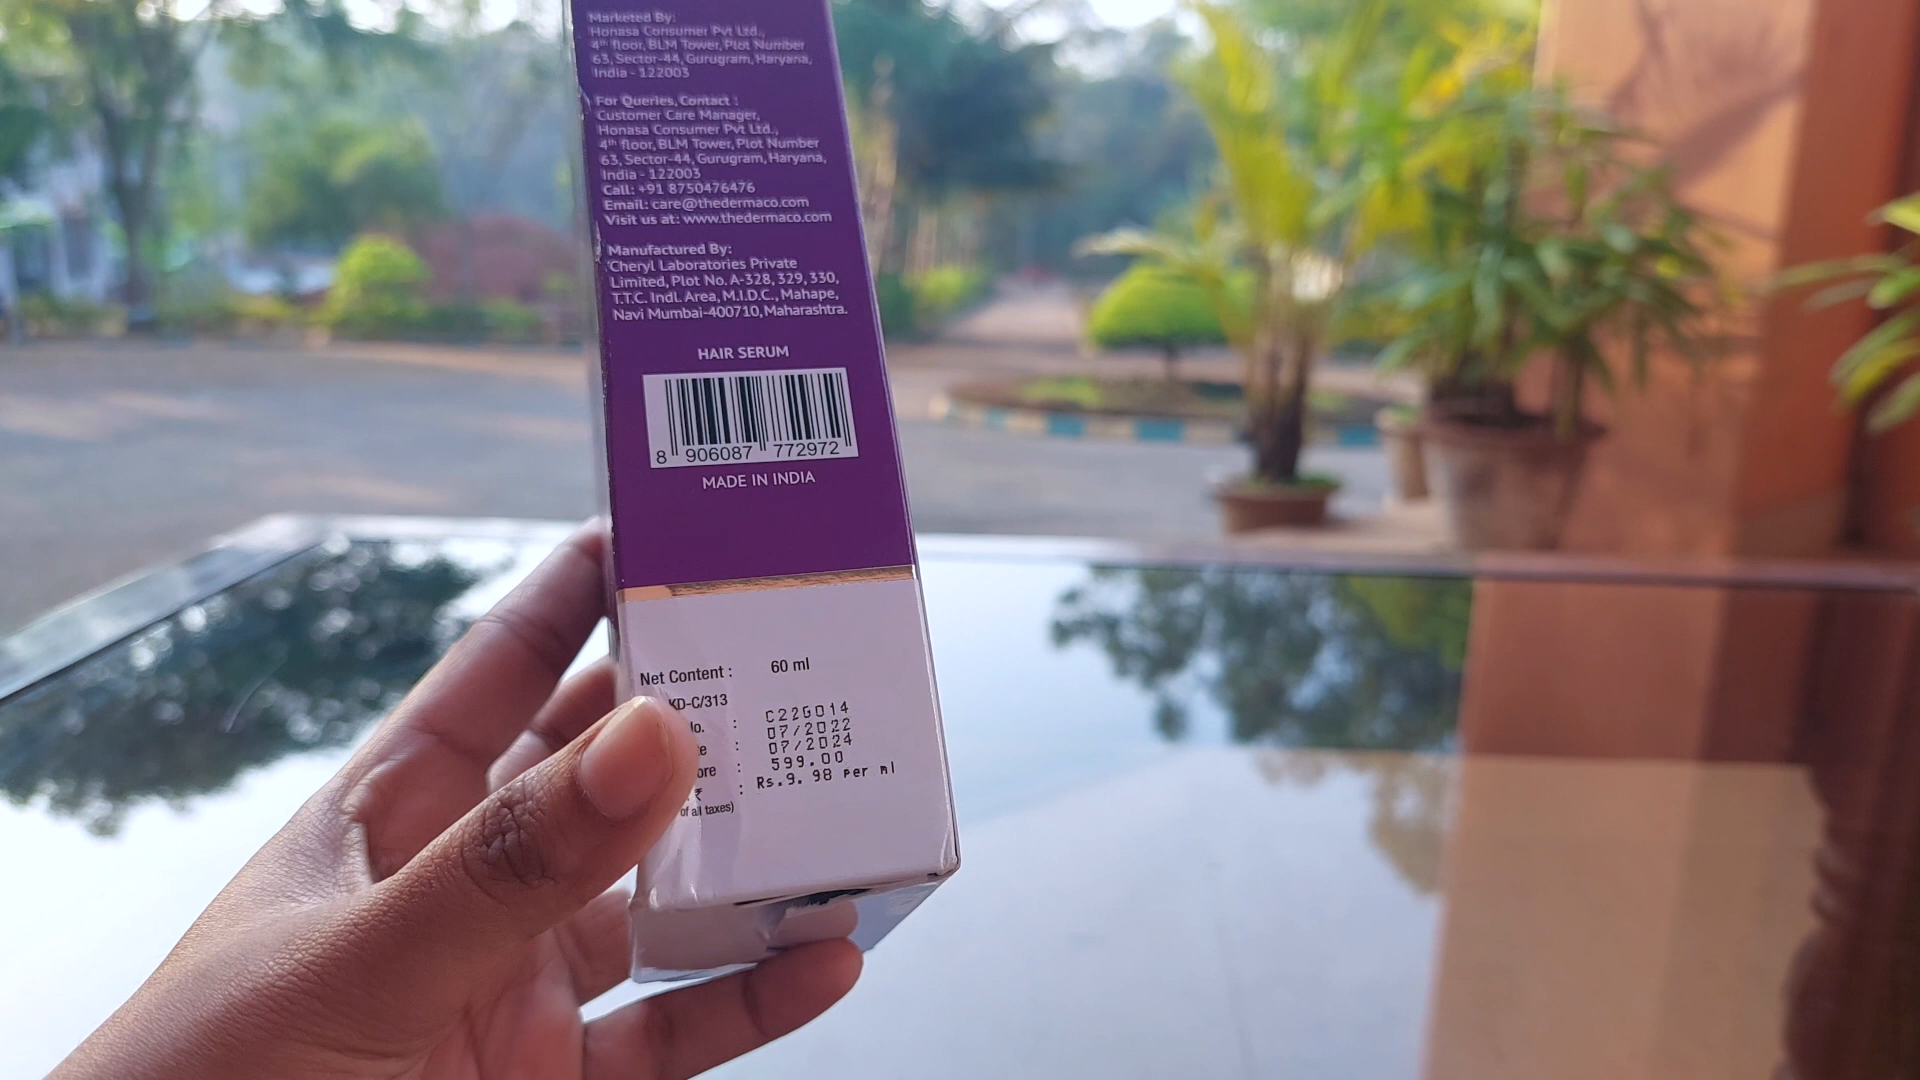 Marketed By:
Honasa Consumer Pvt Ltd.,
4th floor, BLM Tower, Plot Number
63, Sector-44, Gurugram, Haryana,
India - 122003
For Queries, Contact :
Customer Care Manager,
Honasa Consumer Pvt Ltd.,
4th floor, BLM Tower, Plot Number
63, Sector-44, Gurugram, Haryana,
India - 122003
Call: +91 8750476476
Email: care@thedermaco.com
Visit us at: www.thedermaco.com
Manufactured By:
Cheryl Laboratories Private
Limited, Plot No. A-328, 329, 330,
T.T.C. Indl. Area, M.I.D.C., Mahape,
Navi Mumbai-400710, Maharashtra.
HAIR SERUM
8 906087 772972
MADE IN INDIA
Net Content : 60 ml
KD-C/313
: C22G014
: 07/2022
: 07/2024
599.00
₹ : Rs.9.98 Per ml
of all taxes)